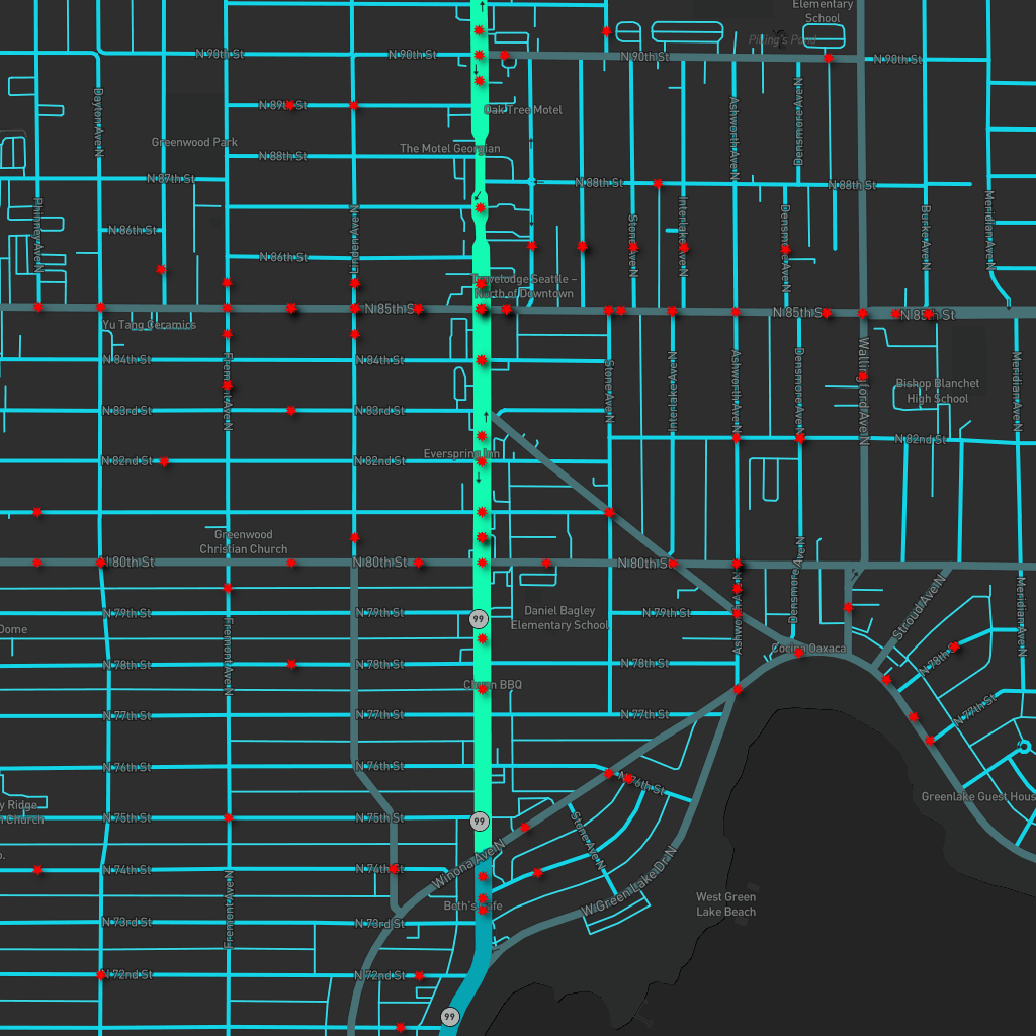 Elementary
School
Piling's Pond
N 90th St
N 90th St
N 90th St
N 90th St
Dayton Ave N
N 89th St
Oak Tree Motel
Ashworth Ave N
Densmore Ave N
Greenwood Park
The Motel Georgian
N 88th St
N 87th St
N 88th St
N 88th St
Phinney Ave N
Linden Ave N
Stone Ave N
Interlake Ave N
Densmore Ave N
Burke Ave N
Meridian Ave N
N 86th St
N 86th St
Travelodge Seattle -
North of Downtown
N 85th St
N 85th St
N 85th St
Yu Tang Ceramics
Fremont Ave N
Stone Ave N
Interlake Ave N
Ashworth Ave N
Densmore Ave N
Wallingford Ave N
Meridian Ave N
N 84th St
N 84th St
Bishop Blanchet
High School
N 83rd St
N 83rd St
N 82nd St
Everspring Inn
N 82nd St
N 82nd St
Greenwood
Christian Church
N 80th St
N 80th St
N 80th St
Densmore Ave N
Ashworth Ave N
Stroud Ave N
Meridian Ave N
N 79th St
N 79th St
N 79th St
99
Daniel Bagley
Elementary School
Dome
Fremont Ave N
Cocina Oaxaca
N 78th St
N 78th St
N 78th St
N 78th St
Chuan BBQ
N 77th St
N 77th St
N 77th St
N 77th St
N 76th St
N 76th St
N 76th St
Greenlake Guest Hous
y Ridge
n Church
N 75th St
N 75th St
99
Stone Ave N
o.
N 74th St
N 74th St
Winona Ave N
W Green Lake Dr N
Fremont Ave N
Beth's Cafe
West Green
Lake Beach
N 73rd St
N 73rd St
N 72nd St
N 72nd St
99